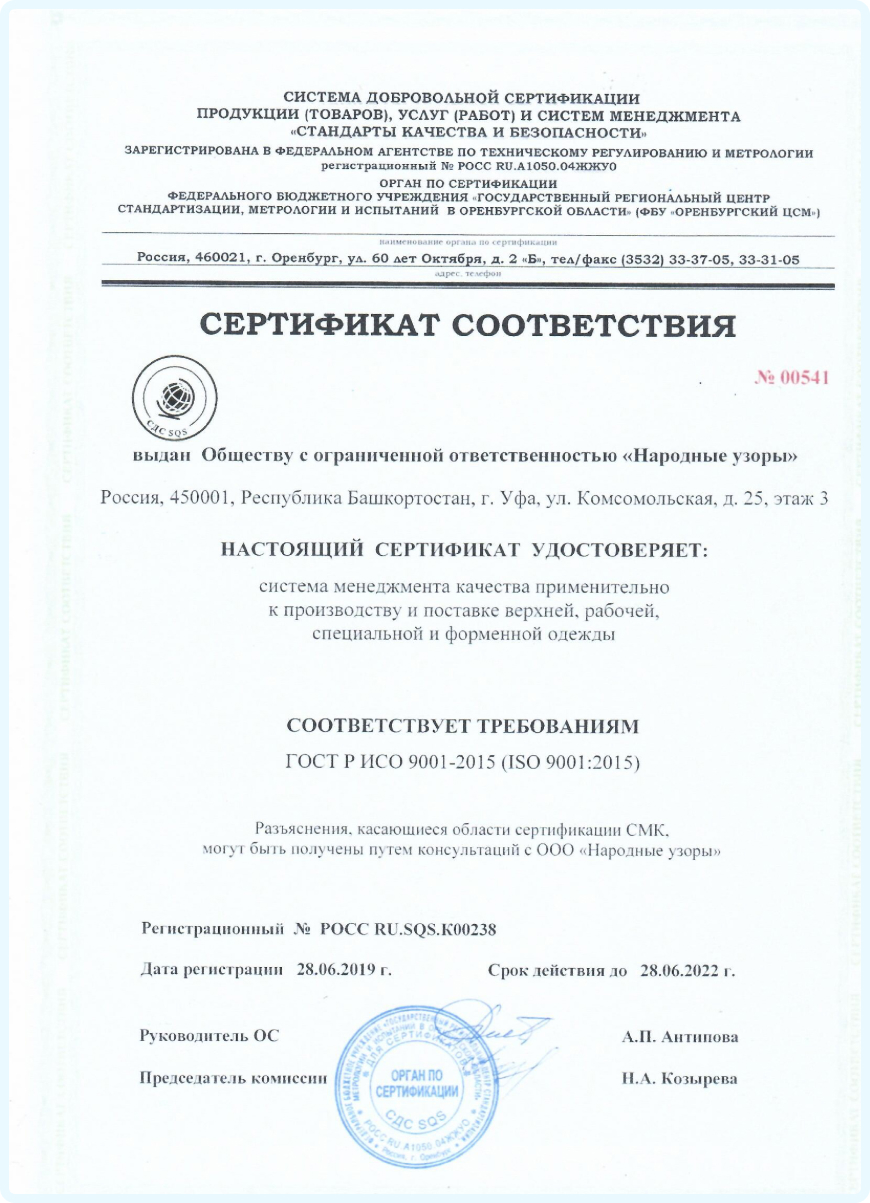 СИСТЕМА ДОБРОВОЛЬНОЙ СЕРТИФИКАЦИИ
ПРОДУКЦИИ (ТОВАРОВ), УСЛУГ (РАБОТ) И СИСТЕМ МЕНЕДЖМЕНТА
«СТАНДАРТЫ КАЧЕСТВА И БЕЗОПАСНОСТИ»
ЗАРЕГИСТРИРОВАНА В ФЕДЕРАЛЬНОМ АГЕНТСТВЕ ПО ТЕХНИЧЕСКОМУ РЕГУЛИРОВАНИЮ И МЕТРОЛОГИИ
регистрационный № РОСС RU.А1050.04ЖЖУ0
ОРГАН ПО СЕРТИФИКАЦИИ
ФЕДЕРАЛЬНОГО БЮДЖЕТНОГО УЧРЕЖДЕНИЯ «ГОСУДАРСТВЕННЫЙ РЕГИОНАЛЬНЫЙ ЦЕНТР
СТАНДАРТИЗАЦИИ, МЕТРОЛОГИИ И ИСПЫТАНИЙ В ОРЕНБУРГСКОЙ ОБЛАСТИ» (ФБУ «ОРЕНБУРГСКИЙ ЦСМ»)
наименование органа по сертификации
Россия, 460021, г. Оренбург, ул. 60 лет Октября, д. 2 «Б», тел/факс (3532) 33-37-05, 33-31-05
адрес, телефон
СЕРТИФИКАТ СООТВЕТСТВИЯ
№ 00541
СДС SQS
выдан Обществу с ограниченной ответственностью «Народные узоры»
Россия, 450001, Республика Башкортостан, г. Уфа, ул. Комсомольская, д. 25, этаж 3
НАСТОЯЩИЙ СЕРТИФИКАТ УДОСТОВЕРЯЕТ:
система менеджмента качества применительно
к производству и поставке верхней, рабочей,
специальной и форменной одежды
СООТВЕТСТВУЕТ ТРЕБОВАНИЯМ
ГОСТ Р ИСО 9001-2015 (ISO 9001:2015)
Разъяснения, касающиеся области сертификации СМК,
могут быть получены путем консультаций с ООО «Народные узоры»
Регистрационный № РОСС RU.SQS.К00238
Дата регистрации 28.06.2019 г. Срок действия до 28.06.2022 г.
Руководитель ОС А.П. Антипова
Председатель комиссии Н.А. Козырева
ДЛЯ СЕРТИФИКАТОВ
ОРГАН ПО
СЕРТИФИКАЦИИ
СДС SQS
РОСС RU.А1050.04ЖЖУ0
Россия, г. Оренбург